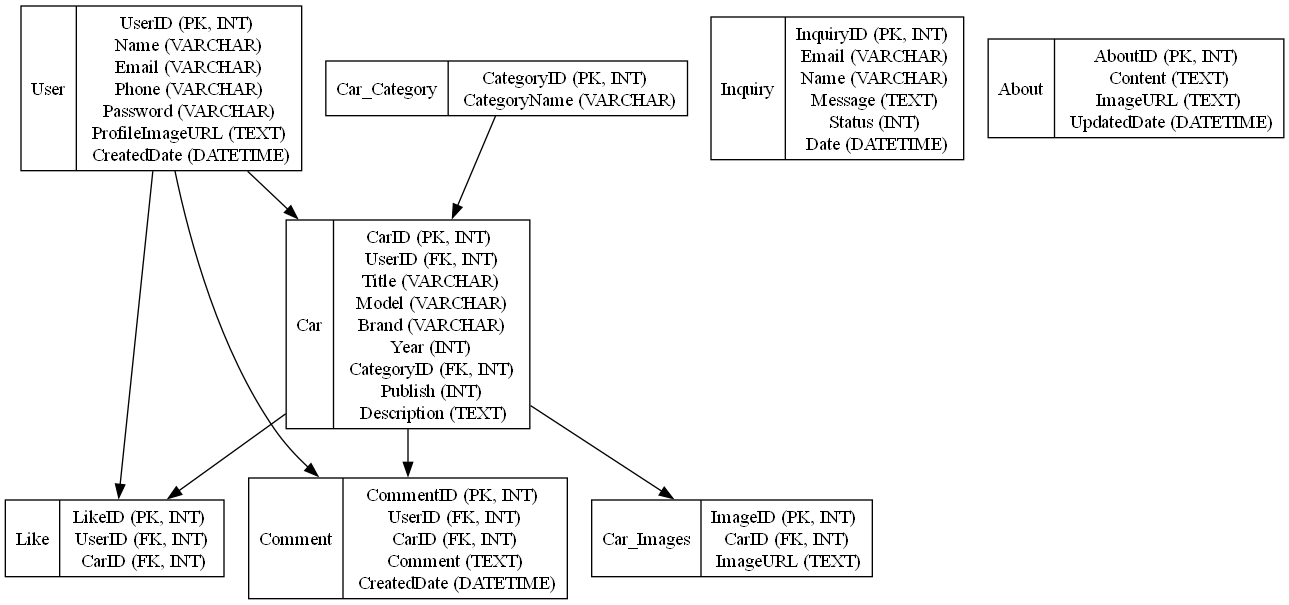 User
UserID (PK, INT)
Name (VARCHAR)
Email (VARCHAR)
Phone (VARCHAR)
Password (VARCHAR)
ProfileImageURL (TEXT)
CreatedDate (DATETIME)
Car_Category
CategoryID (PK, INT)
CategoryName (VARCHAR)
Inquiry
InquiryID (PK, INT)
Email (VARCHAR)
Name (VARCHAR)
Message (TEXT)
Status (INT)
Date (DATETIME)
About
AboutID (PK, INT)
Content (TEXT)
ImageURL (TEXT)
UpdatedDate (DATETIME)
Car
CarID (PK, INT)
UserID (FK, INT)
Title (VARCHAR)
Model (VARCHAR)
Brand (VARCHAR)
Year (INT)
CategoryID (FK, INT)
Publish (INT)
Description (TEXT)
Like
LikeID (PK, INT)
UserID (FK, INT)
CarID (FK, INT)
Comment
CommentID (PK, INT)
UserID (FK, INT)
CarID (FK, INT)
Comment (TEXT)
CreatedDate (DATETIME)
Car_Images
ImageID (PK, INT)
CarID (FK, INT)
ImageURL (TEXT)